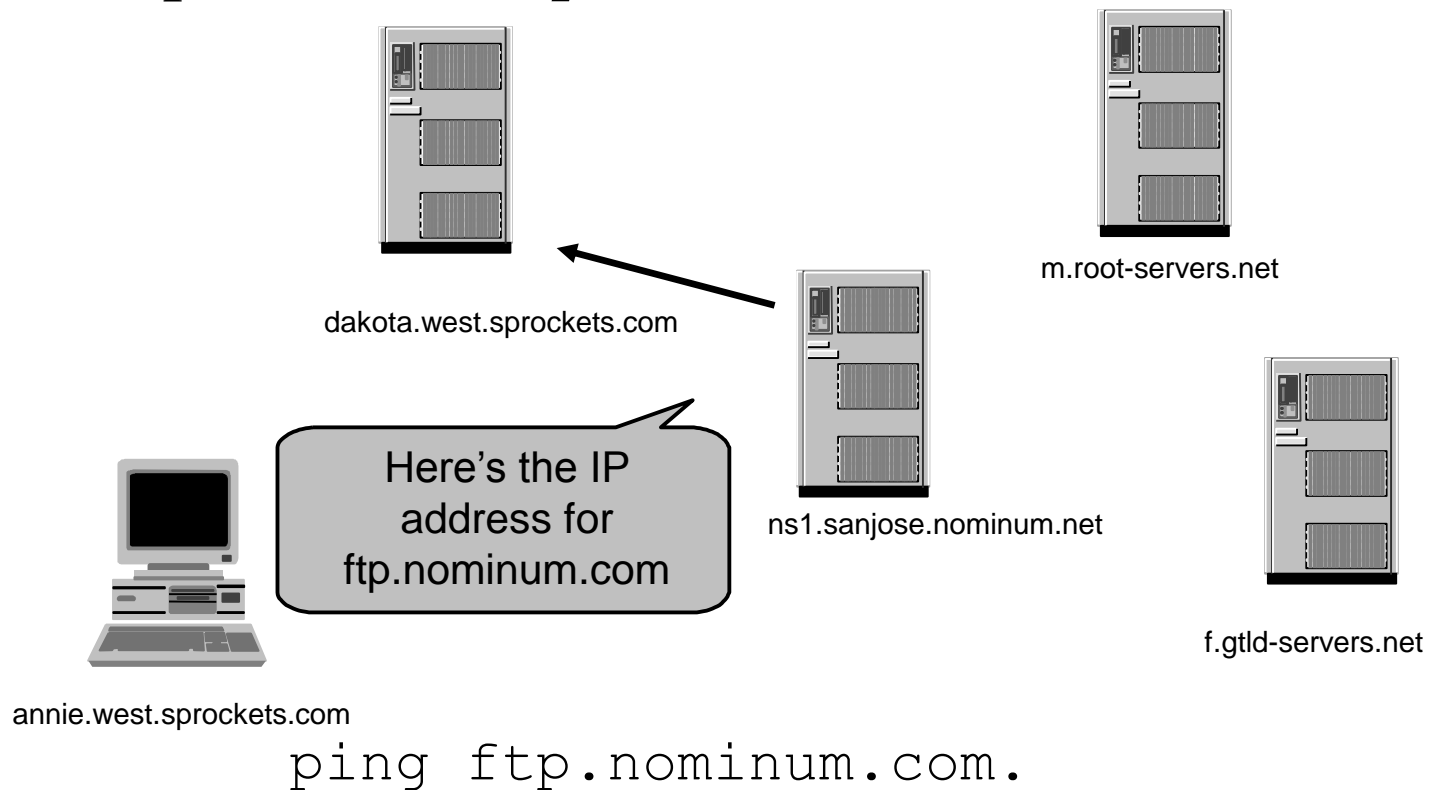 m.root-servers.net
dakota.west.sprockets.com
Here’s the IP
address for
ftp.nominum.com
ns1.sanjose.nominum.net
f.gtld-servers.net
annie.west.sprockets.com
ping ftp.nominum.com.